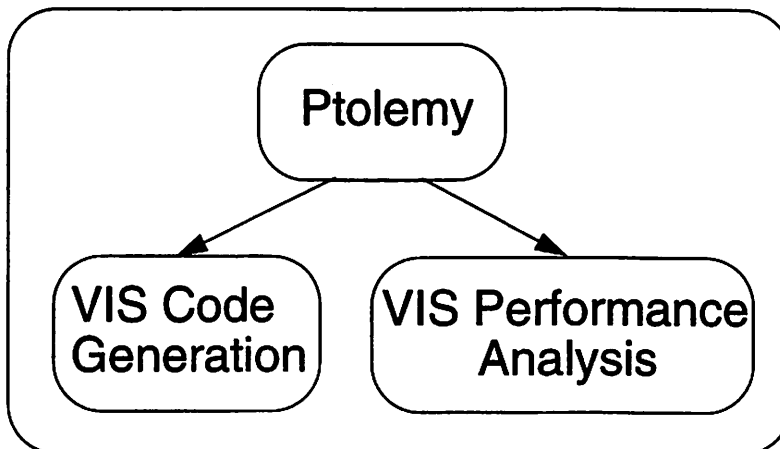 Ptolemy
VIS Code
Generation
VIS Performance
Analysis